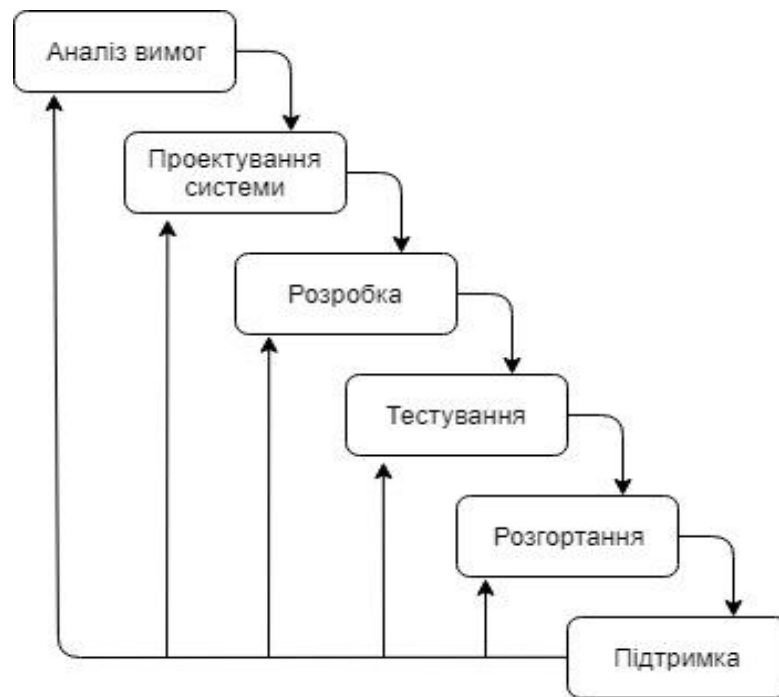 Аналіз вимог
Проектування
системи
Розробка
Тестування
Розгортання
Підтримка